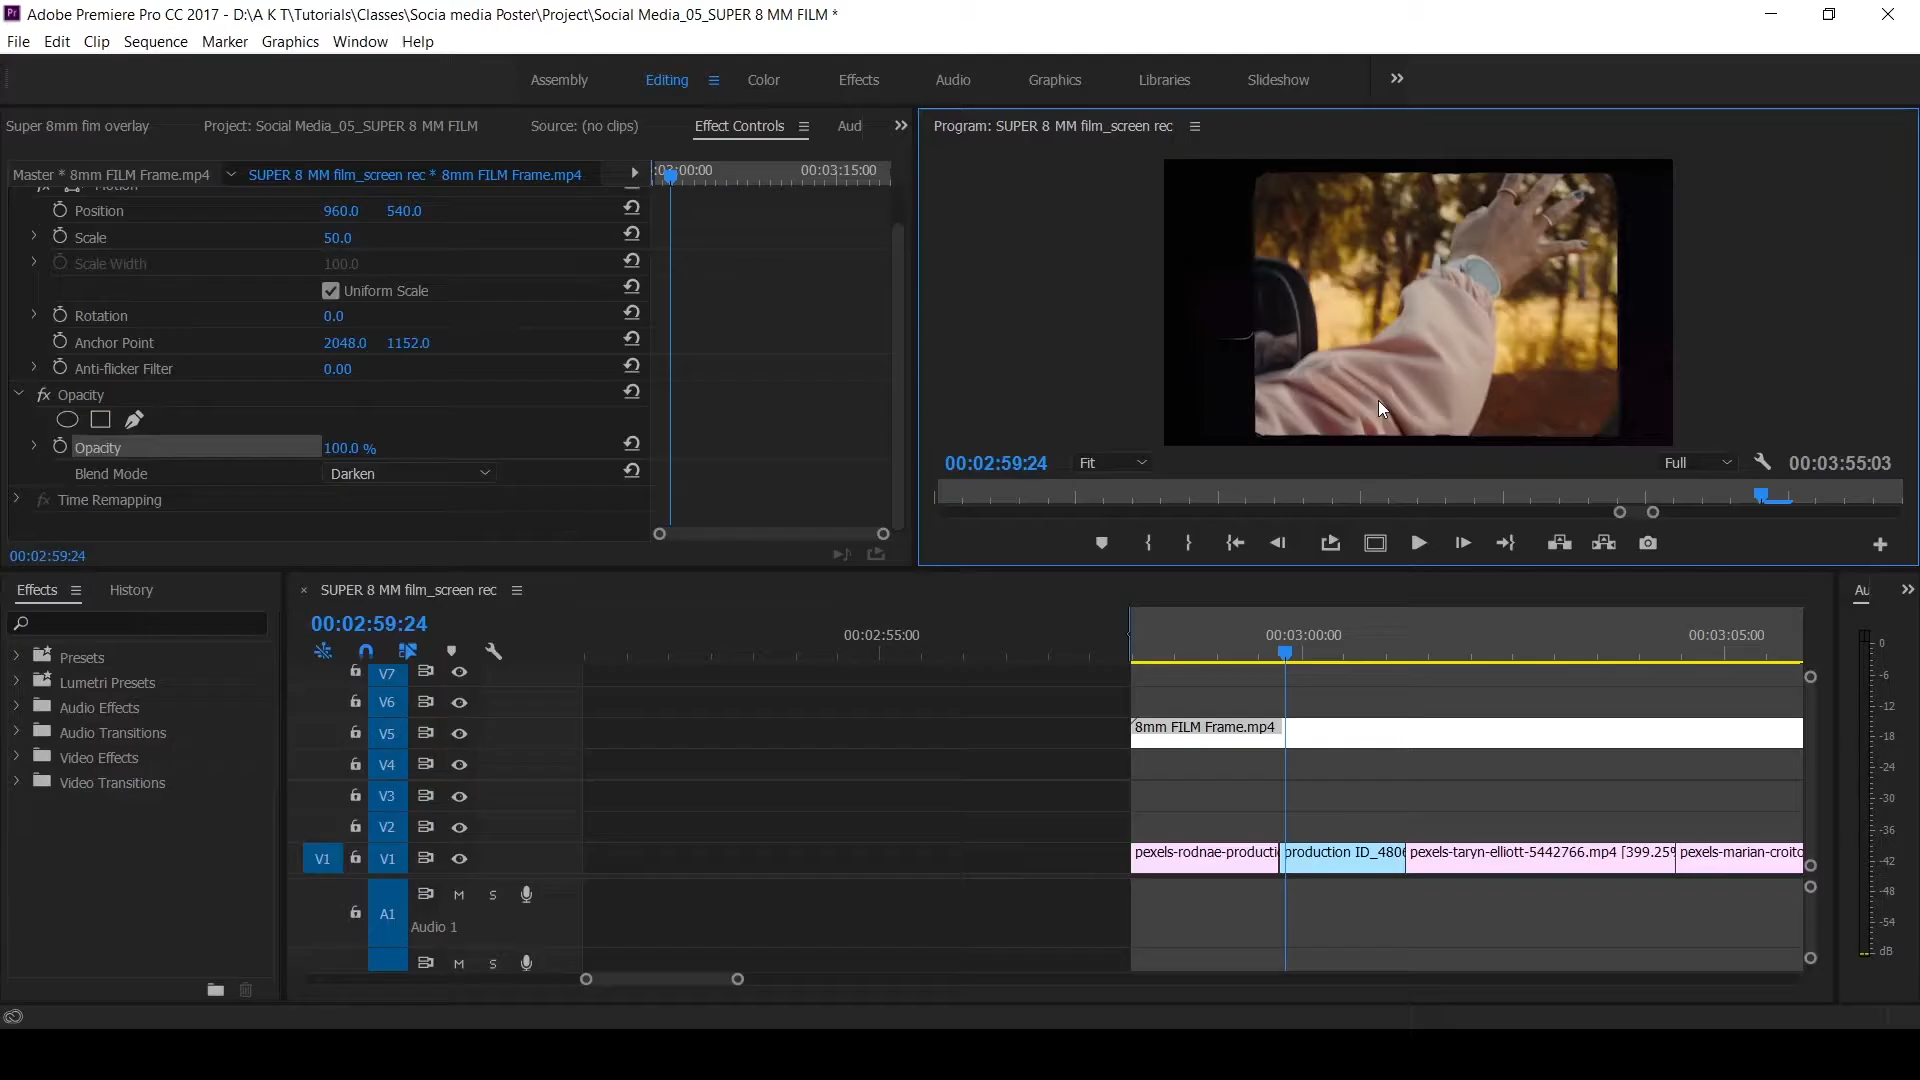 Adobe Premiere Pro CC 2017 - D:\A K T\Tutorials\Classes\Socia media Poster\Project\Social Media_05_SUPER 8 MM FILM *
File Edit Clip Sequence Marker Graphics Window Help
Assembly Editing Color Effects Audio Graphics Libraries Slideshow
Super 8mm fim overlay Project: Social Media_05_SUPER 8 MM FILM Source: (no clips) Effect Controls Aud
Program: SUPER 8 MM film_screen rec
Master * 8mm FILM Frame.mp4 SUPER 8 MM film_screen rec * 8mm FILM Frame.mp4 :03:00:00 00:03:15:00
fx Motion
Position 960.0 540.0
Scale 50.0
Scale Width 100.0
Uniform Scale
Rotation 0.0
Anchor Point 2048.0 1152.0
Anti-flicker Filter 0.00
fx Opacity
Opacity 100.0 %
Blend Mode Darken
fx Time Remapping
00:02:59:24
00:02:59:24 Fit Full 00:03:55:03
Effects History
SUPER 8 MM film_screen rec
Au
00:02:59:24
00:02:55:00 00:03:00:00 00:03:05:00
Presets
Lumetri Presets
Audio Effects
Audio Transitions
Video Effects
Video Transitions
V7
V6
V5 8mm FILM Frame.mp4
V4
V3
V2
V1 V1 pexels-rodnae-producti production ID_4806 pexels-taryn-elliott-5442766.mp4 [399.25% pexels-marian-croito
A1 M S
Audio 1
M S
0
-6
-12
-18
-24
-30
-36
-42
-48
-54
dB